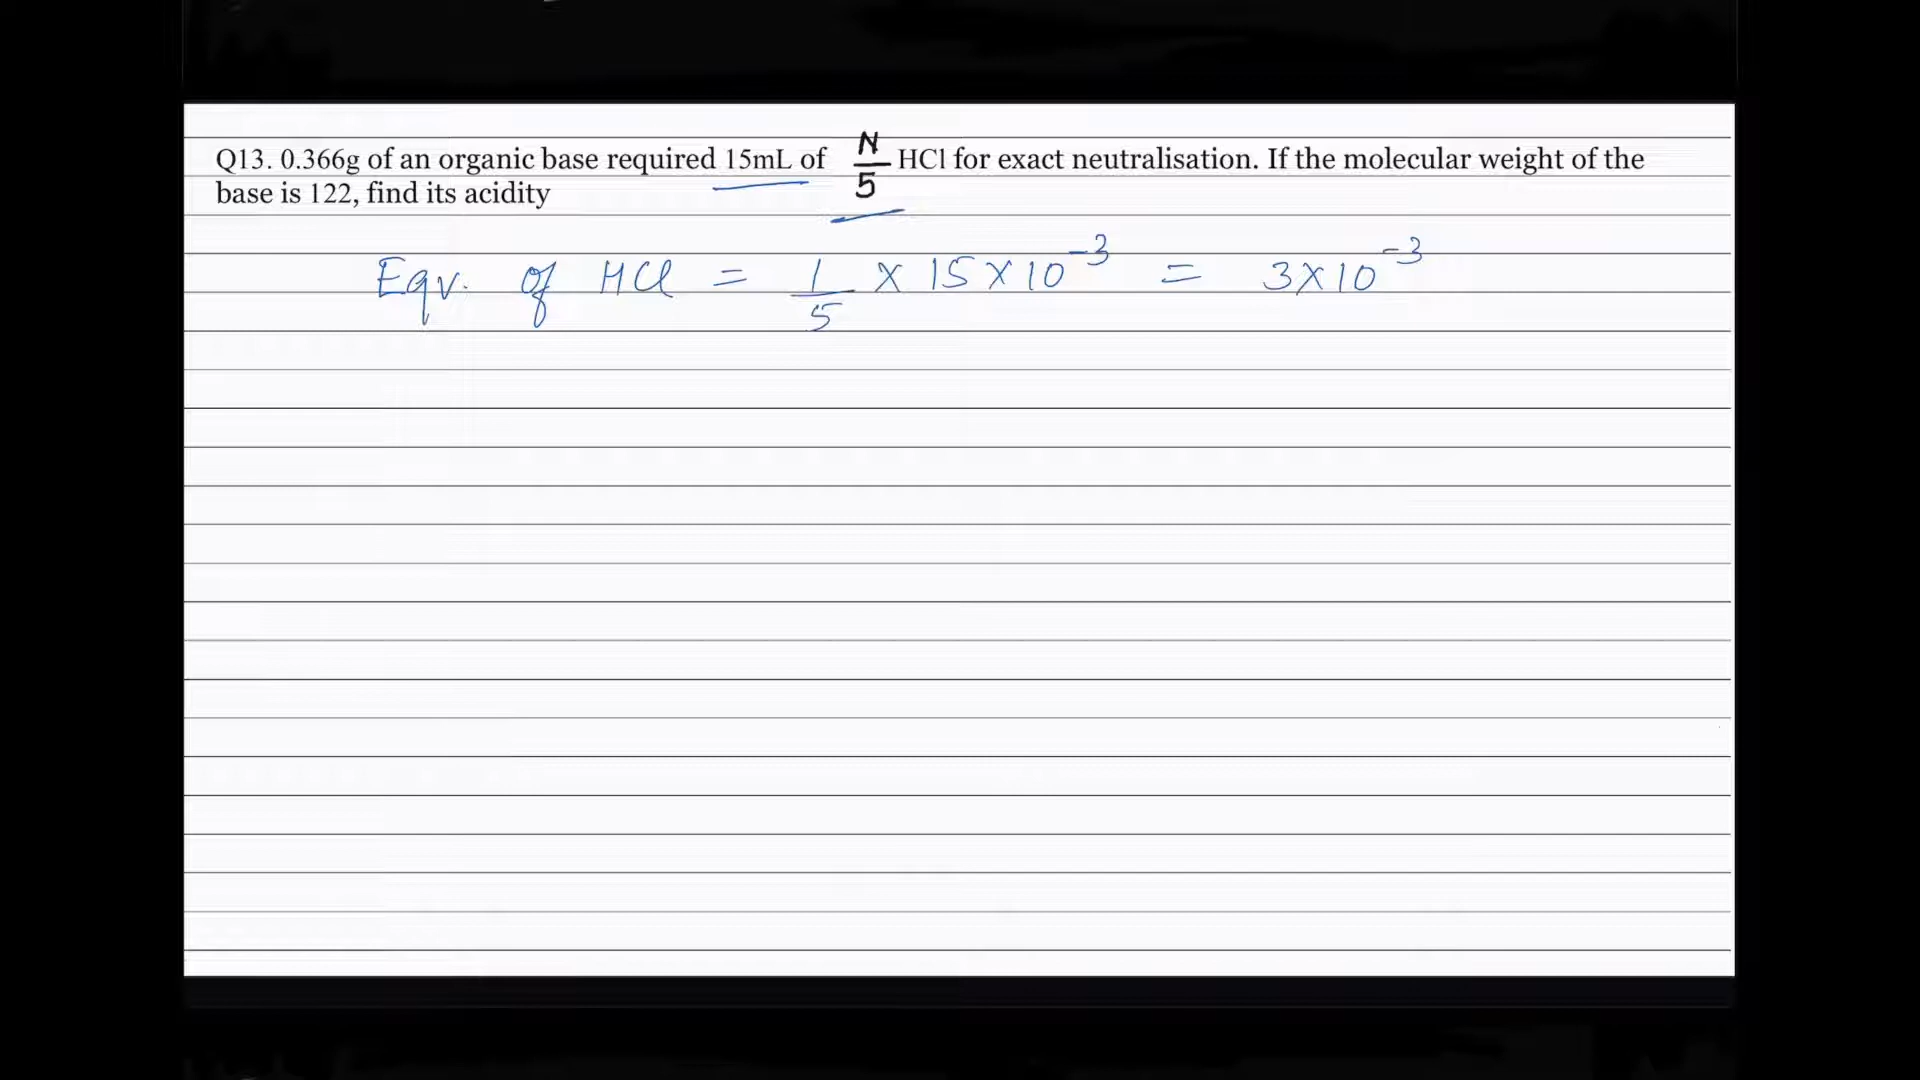 Q13. 0.366g of an organic base required 15mL of N/5 HCl for exact neutralisation. If the molecular weight of the
base is 122, find its acidity
Eqv. of HCl = 1/5 × 15 × 10⁻³ = 3 × 10⁻³